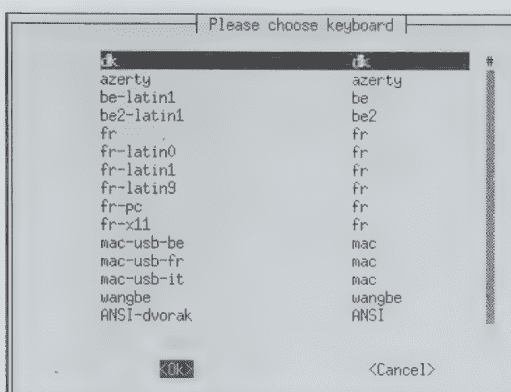 Please choose keyboard
dk dk #
azerty azerty
be-latin1 be
be2-latin1 be2
fr fr
fr-latin0 fr
fr-latin1 fr
fr-latin9 fr
fr-pc fr
fr-x11 fr
mac-usb-be mac
mac-usb-fr mac
mac-usb-it mac
wangbe wangbe
ANSI-dvorak ANSI
<Ok> <Cancel>